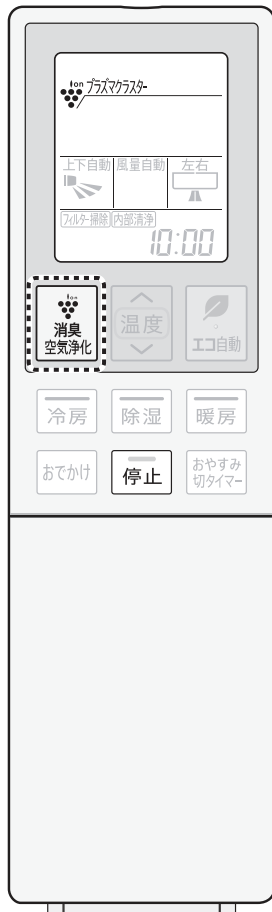 ion プラズマクラスター
上下自動 風量自動 左右
フィルター掃除 内部清浄
10:00
ion
消臭
空気浄化
温度
エコ自動
冷房 除湿 暖房
おでかけ 停止 おやすみ
切タイマー